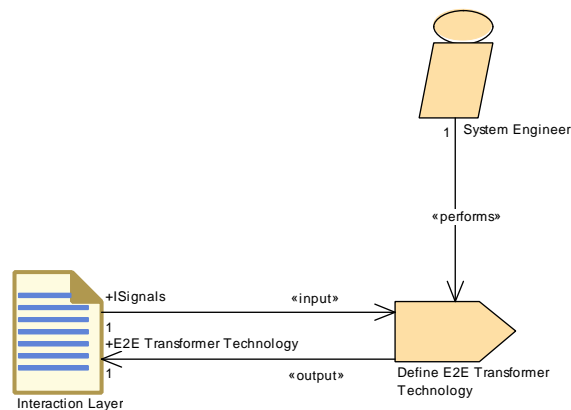 1
System Engineer
«performs»
+ISignals
«input»
1
+E2E Transformer Technology
1
«output»
Define E2E Transformer
Technology
Interaction Layer